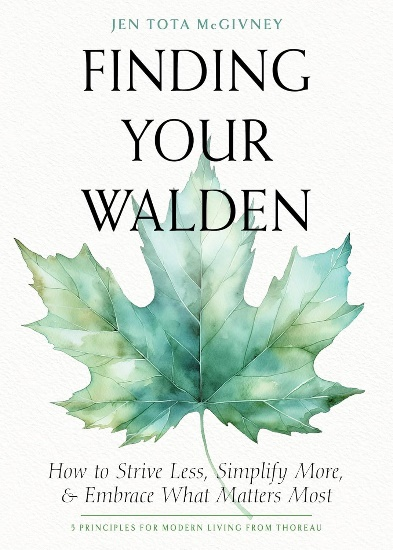 JEN TOTA McGIVNEY
FINDING
YOUR
WALDEN
How to Strive Less, Simplify More,
& Embrace What Matters Most
5 PRINCIPLES FOR MODERN LIVING FROM THOREAU